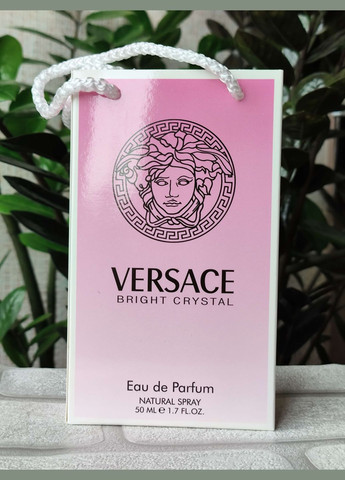 VERSACE
BRIGHT CRYSTAL
Eau de Parfum
NATURAL SPRAY
50 ML ℮ 1.7 FL.OZ.